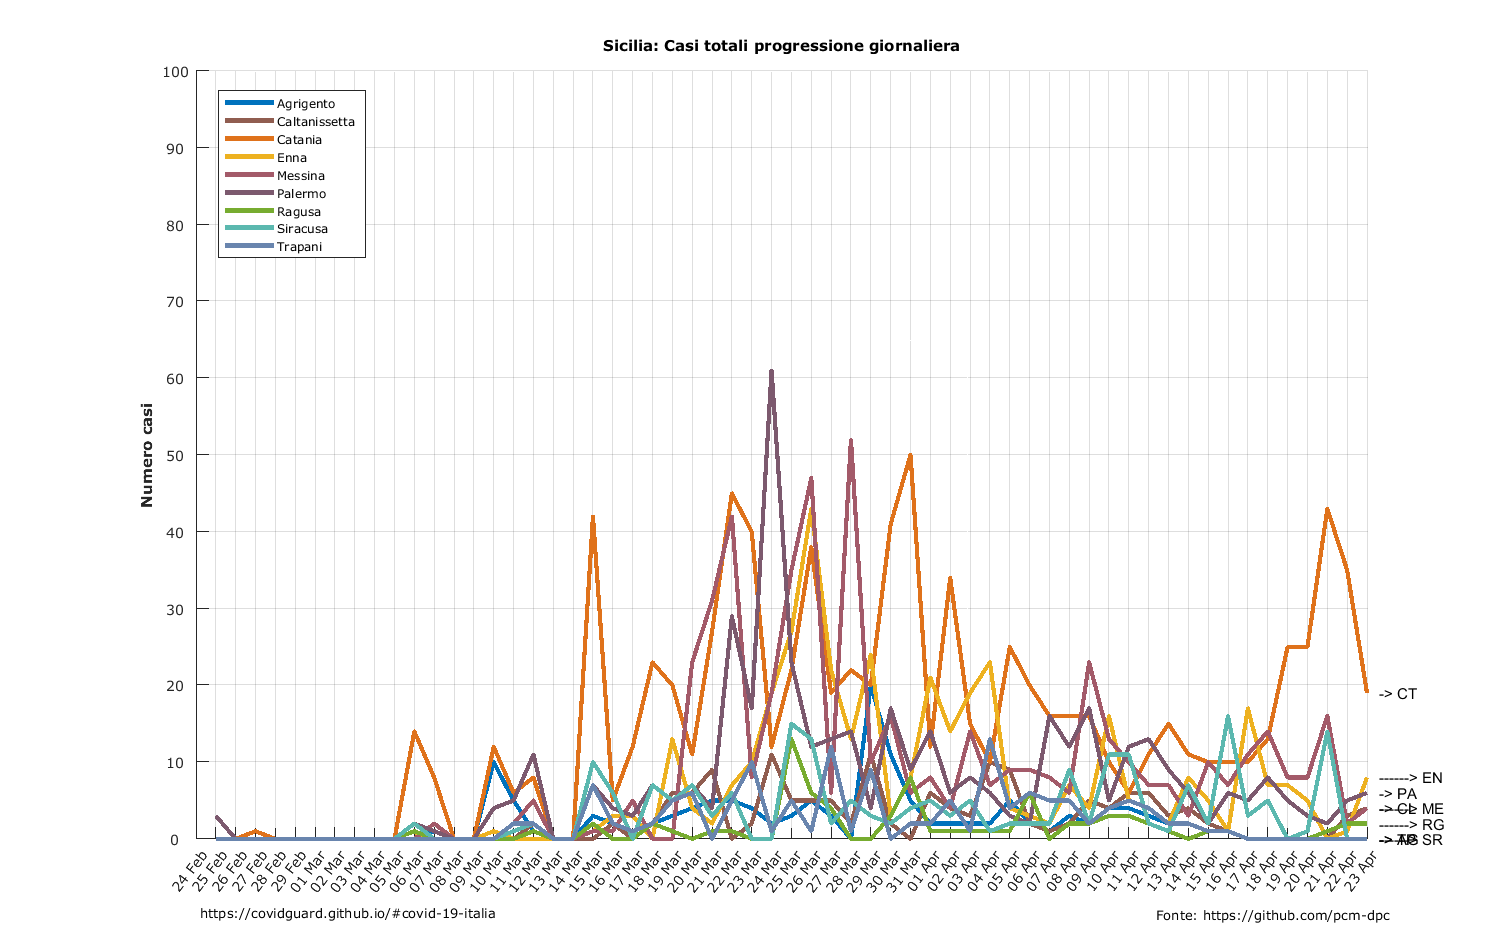 Sicilia: Casi totali progressione giornaliera
Numero casi
100
90
80
70
60
50
40
30
20
10
0
Agrigento
Caltanissetta
Catania
Enna
Messina
Palermo
Ragusa
Siracusa
Trapani
-> CT
------> EN
-> PA
------> ME
------> RG
------> SR
24 Feb
25 Feb
26 Feb
27 Feb
28 Feb
29 Feb
01 Mar
02 Mar
03 Mar
04 Mar
05 Mar
06 Mar
07 Mar
08 Mar
09 Mar
10 Mar
11 Mar
12 Mar
13 Mar
14 Mar
15 Mar
16 Mar
17 Mar
18 Mar
19 Mar
20 Mar
21 Mar
22 Mar
23 Mar
24 Mar
25 Mar
26 Mar
27 Mar
28 Mar
29 Mar
30 Mar
31 Mar
01 Apr
02 Apr
03 Apr
04 Apr
05 Apr
06 Apr
07 Apr
08 Apr
09 Apr
10 Apr
11 Apr
12 Apr
13 Apr
14 Apr
15 Apr
16 Apr
17 Apr
18 Apr
19 Apr
20 Apr
21 Apr
22 Apr
23 Apr
https://covidguard.github.io/#covid-19-italia
Fonte: https://github.com/pcm-dpc